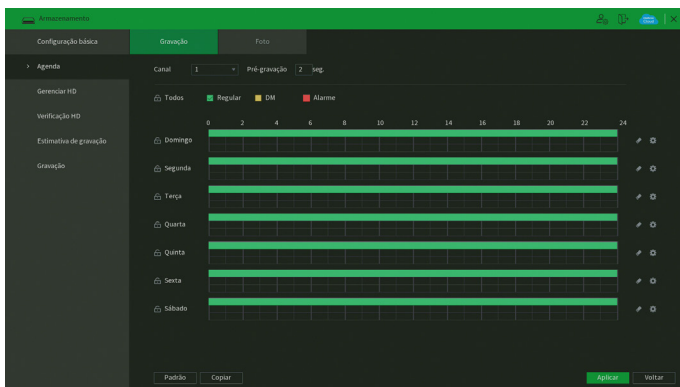 Armazenamento
Configuração básica
Gravação
Foto
Agenda
Gerenciar HD
Verificação HD
Estimativa de gravação
Gravação
Canal 1 Pré-gravação 2 seg.
Todos Regular DM Alarme
0 2 4 6 8 10 12 14 16 18 20 22 24
Domingo
Segunda
Terça
Quarta
Quinta
Sexta
Sábado
Padrão Copiar Aplicar Voltar